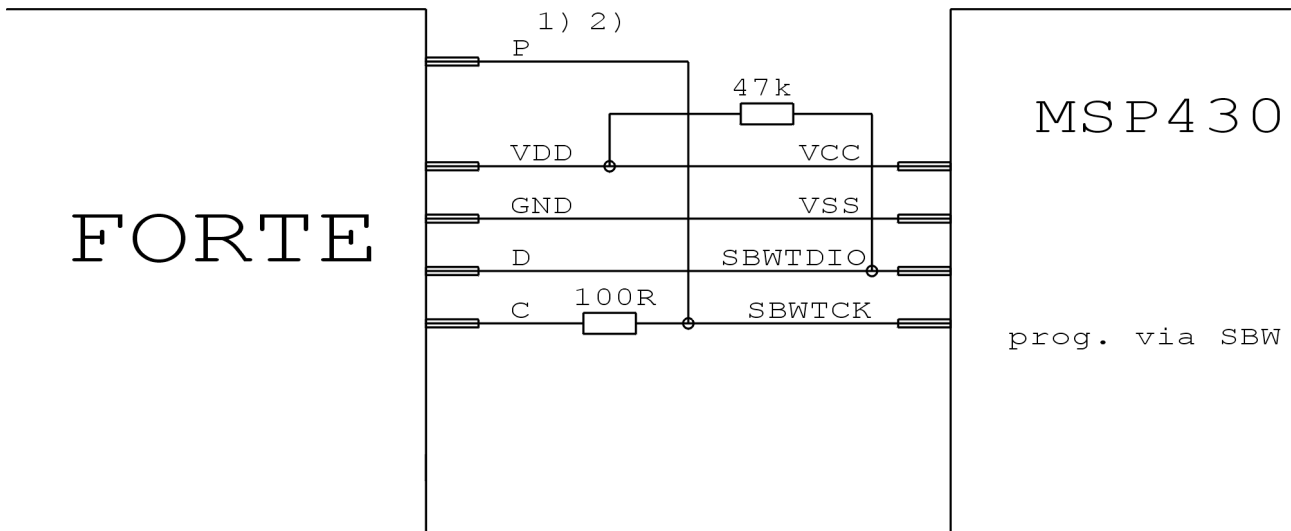 1) 2)
P
47k
MSP430
VDD VCC
FORTE
GND VSS
D SBWTDIO
C 100R SBWTCK
prog. via SBW